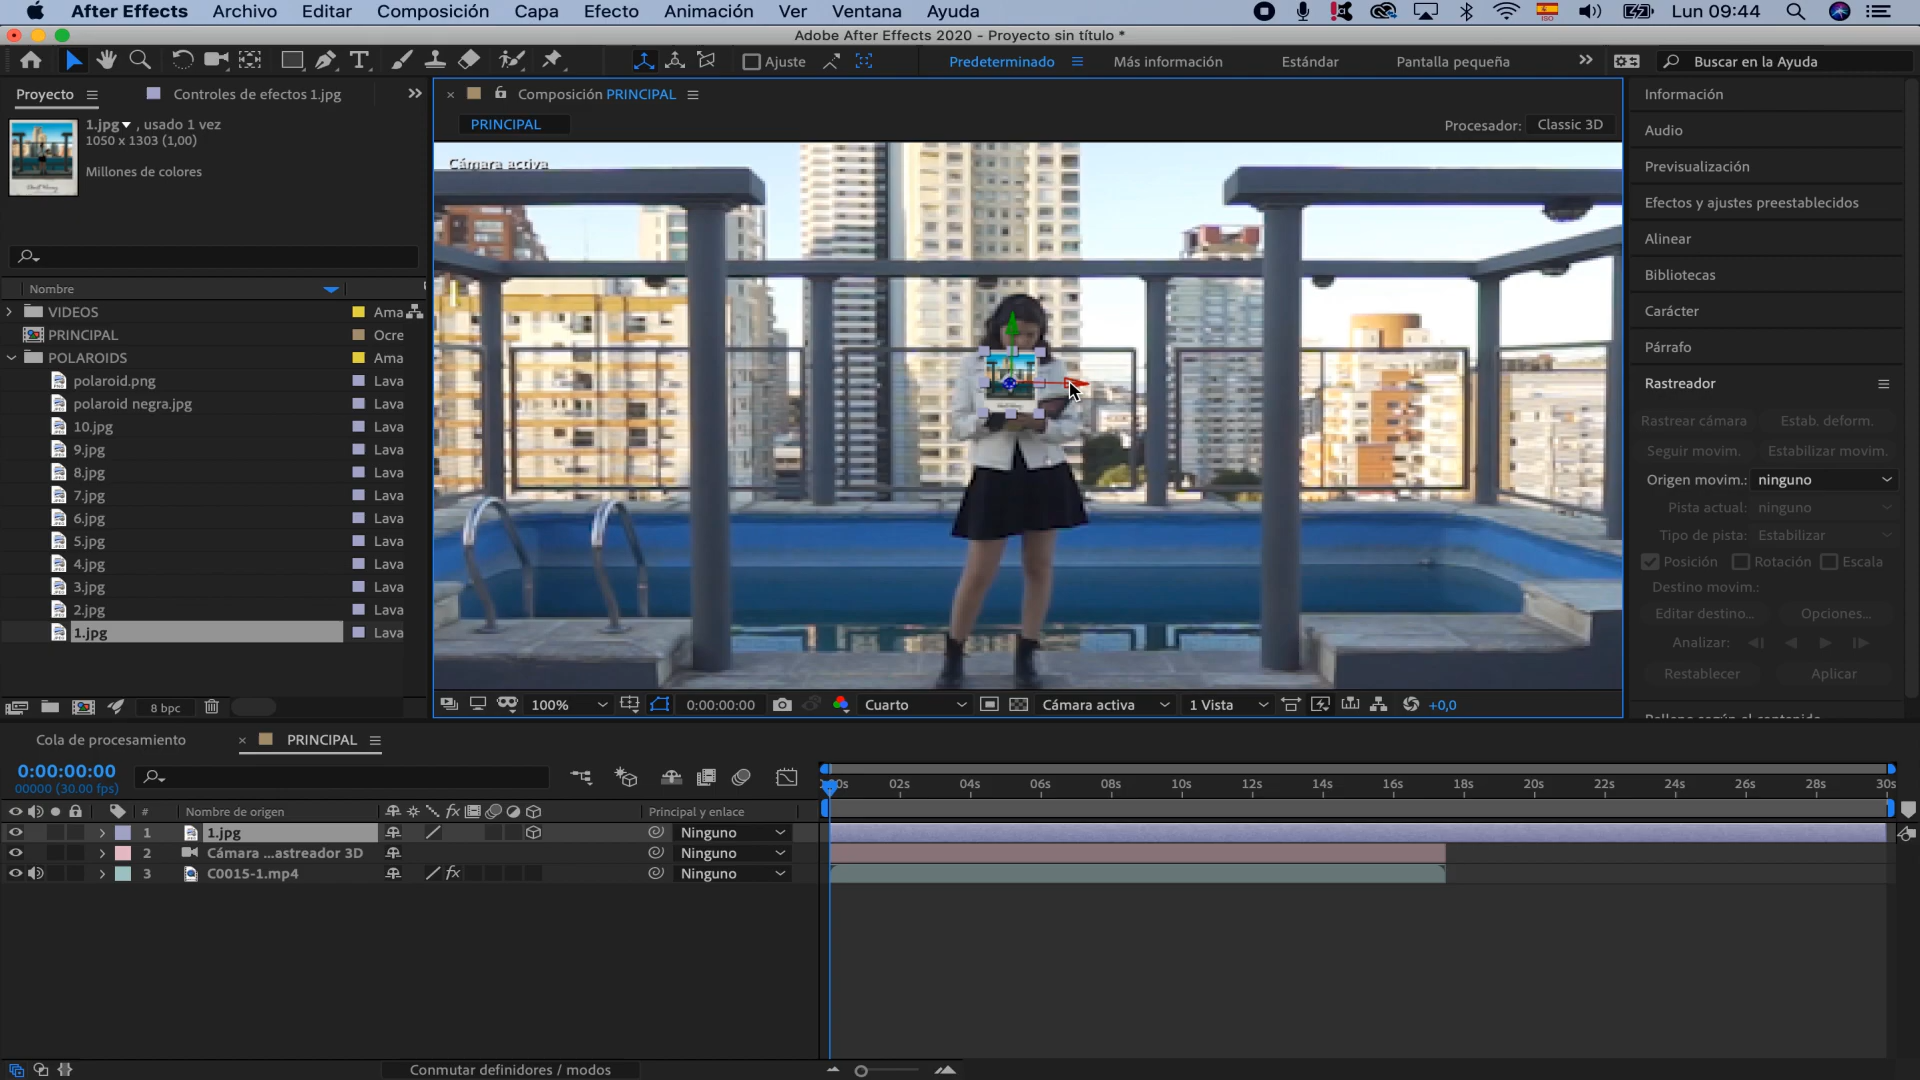 After Effects Archivo Editar Composición Capa Efecto Animación Ver Ventana Ayuda ISO Lun 09:44
Adobe After Effects 2020 - Proyecto sin título *
Ajuste Predeterminado Más información Estándar Pantalla pequeña Buscar en la Ayuda
Proyecto Controles de efectos 1.jpg Composición PRINCIPAL Información
1.jpg, usado 1 vez PRINCIPAL Procesador: Classic 3D
1050 x 1303 (1,00) Audio
Cámara activa
Millones de colores Previsualización
Efectos y ajustes preestablecidos
Alinear
Bibliotecas
Nombre
VIDEOS Ama Carácter
PRINCIPAL Ocre
POLAROIDS Ama Párrafo
polaroid.png Lava Rastreador
polaroid negra.jpg Lava
10.jpg Lava Rastrear cámara Estab. deform.
9.jpg Lava Seguir movim. Estabilizar movim.
8.jpg Lava Origen movim.: ninguno
7.jpg Lava Pista actual: ninguno
6.jpg Lava Tipo de pista: Estabilizar
5.jpg Lava Posición Rotación Escala
4.jpg Lava Destino movim.:
3.jpg Lava
2.jpg Lava Editar destino... Opciones...
1.jpg Lava Analizar:
Restablecer Aplicar
8 bpc 100% 0:00:00:00 Cuarto Cámara activa 1 Vista +0,0
Cola de procesamiento PRINCIPAL
0:00:00:00
00000 (30.00 fps) 00s 02s 04s 06s 08s 10s 12s 14s 16s 18s 20s 22s 24s 26s 28s 30s
# Nombre de origen fx Principal y enlace
1 1.jpg Ninguno
2 Cámara ...astreador 3D Ninguno
3 C0015-1.mp4 fx Ninguno
Conmutar definidores / modos